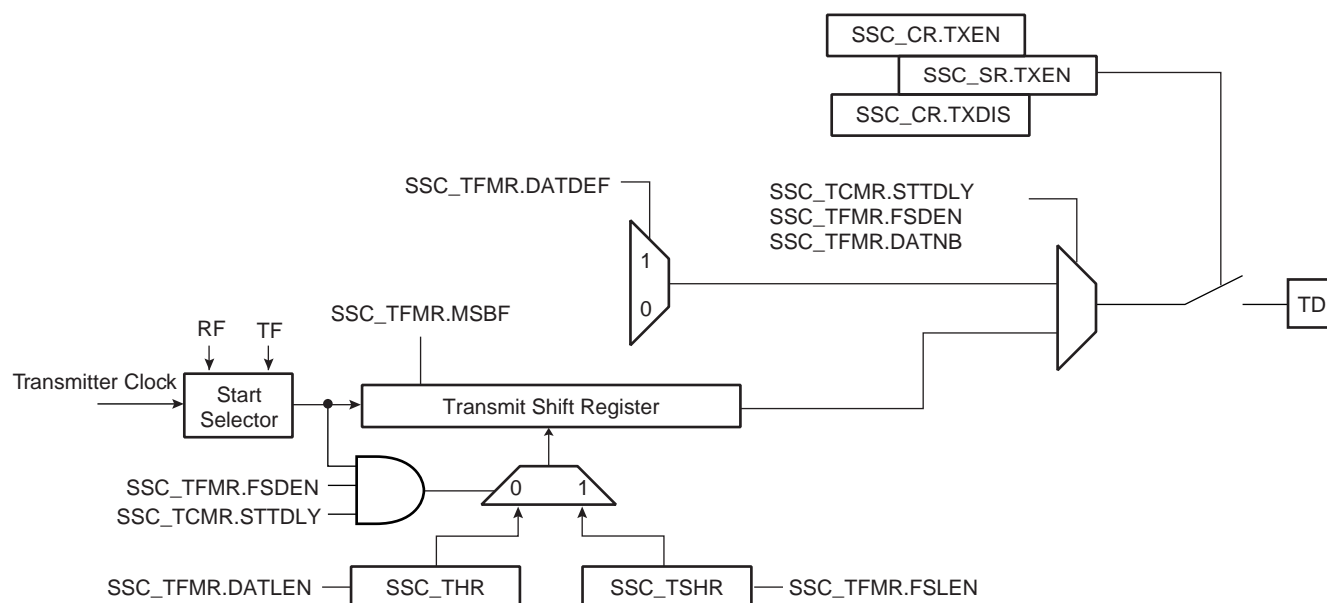 SSC_CR.TXEN
SSC_SR.TXEN
SSC_CR.TXDIS
SSC_TFMR.DATDEF
SSC_TCMR.STTDLY
SSC_TFMR.FSDEN
SSC_TFMR.DATNB
1
0
TD
SSC_TFMR.MSBF
RF
TF
Transmitter Clock
Start
Selector
Transmit Shift Register
SSC_TFMR.FSDEN
SSC_TCMR.STTDLY
0
1
SSC_TFMR.DATLEN
SSC_THR
SSC_TSHR
SSC_TFMR.FSLEN